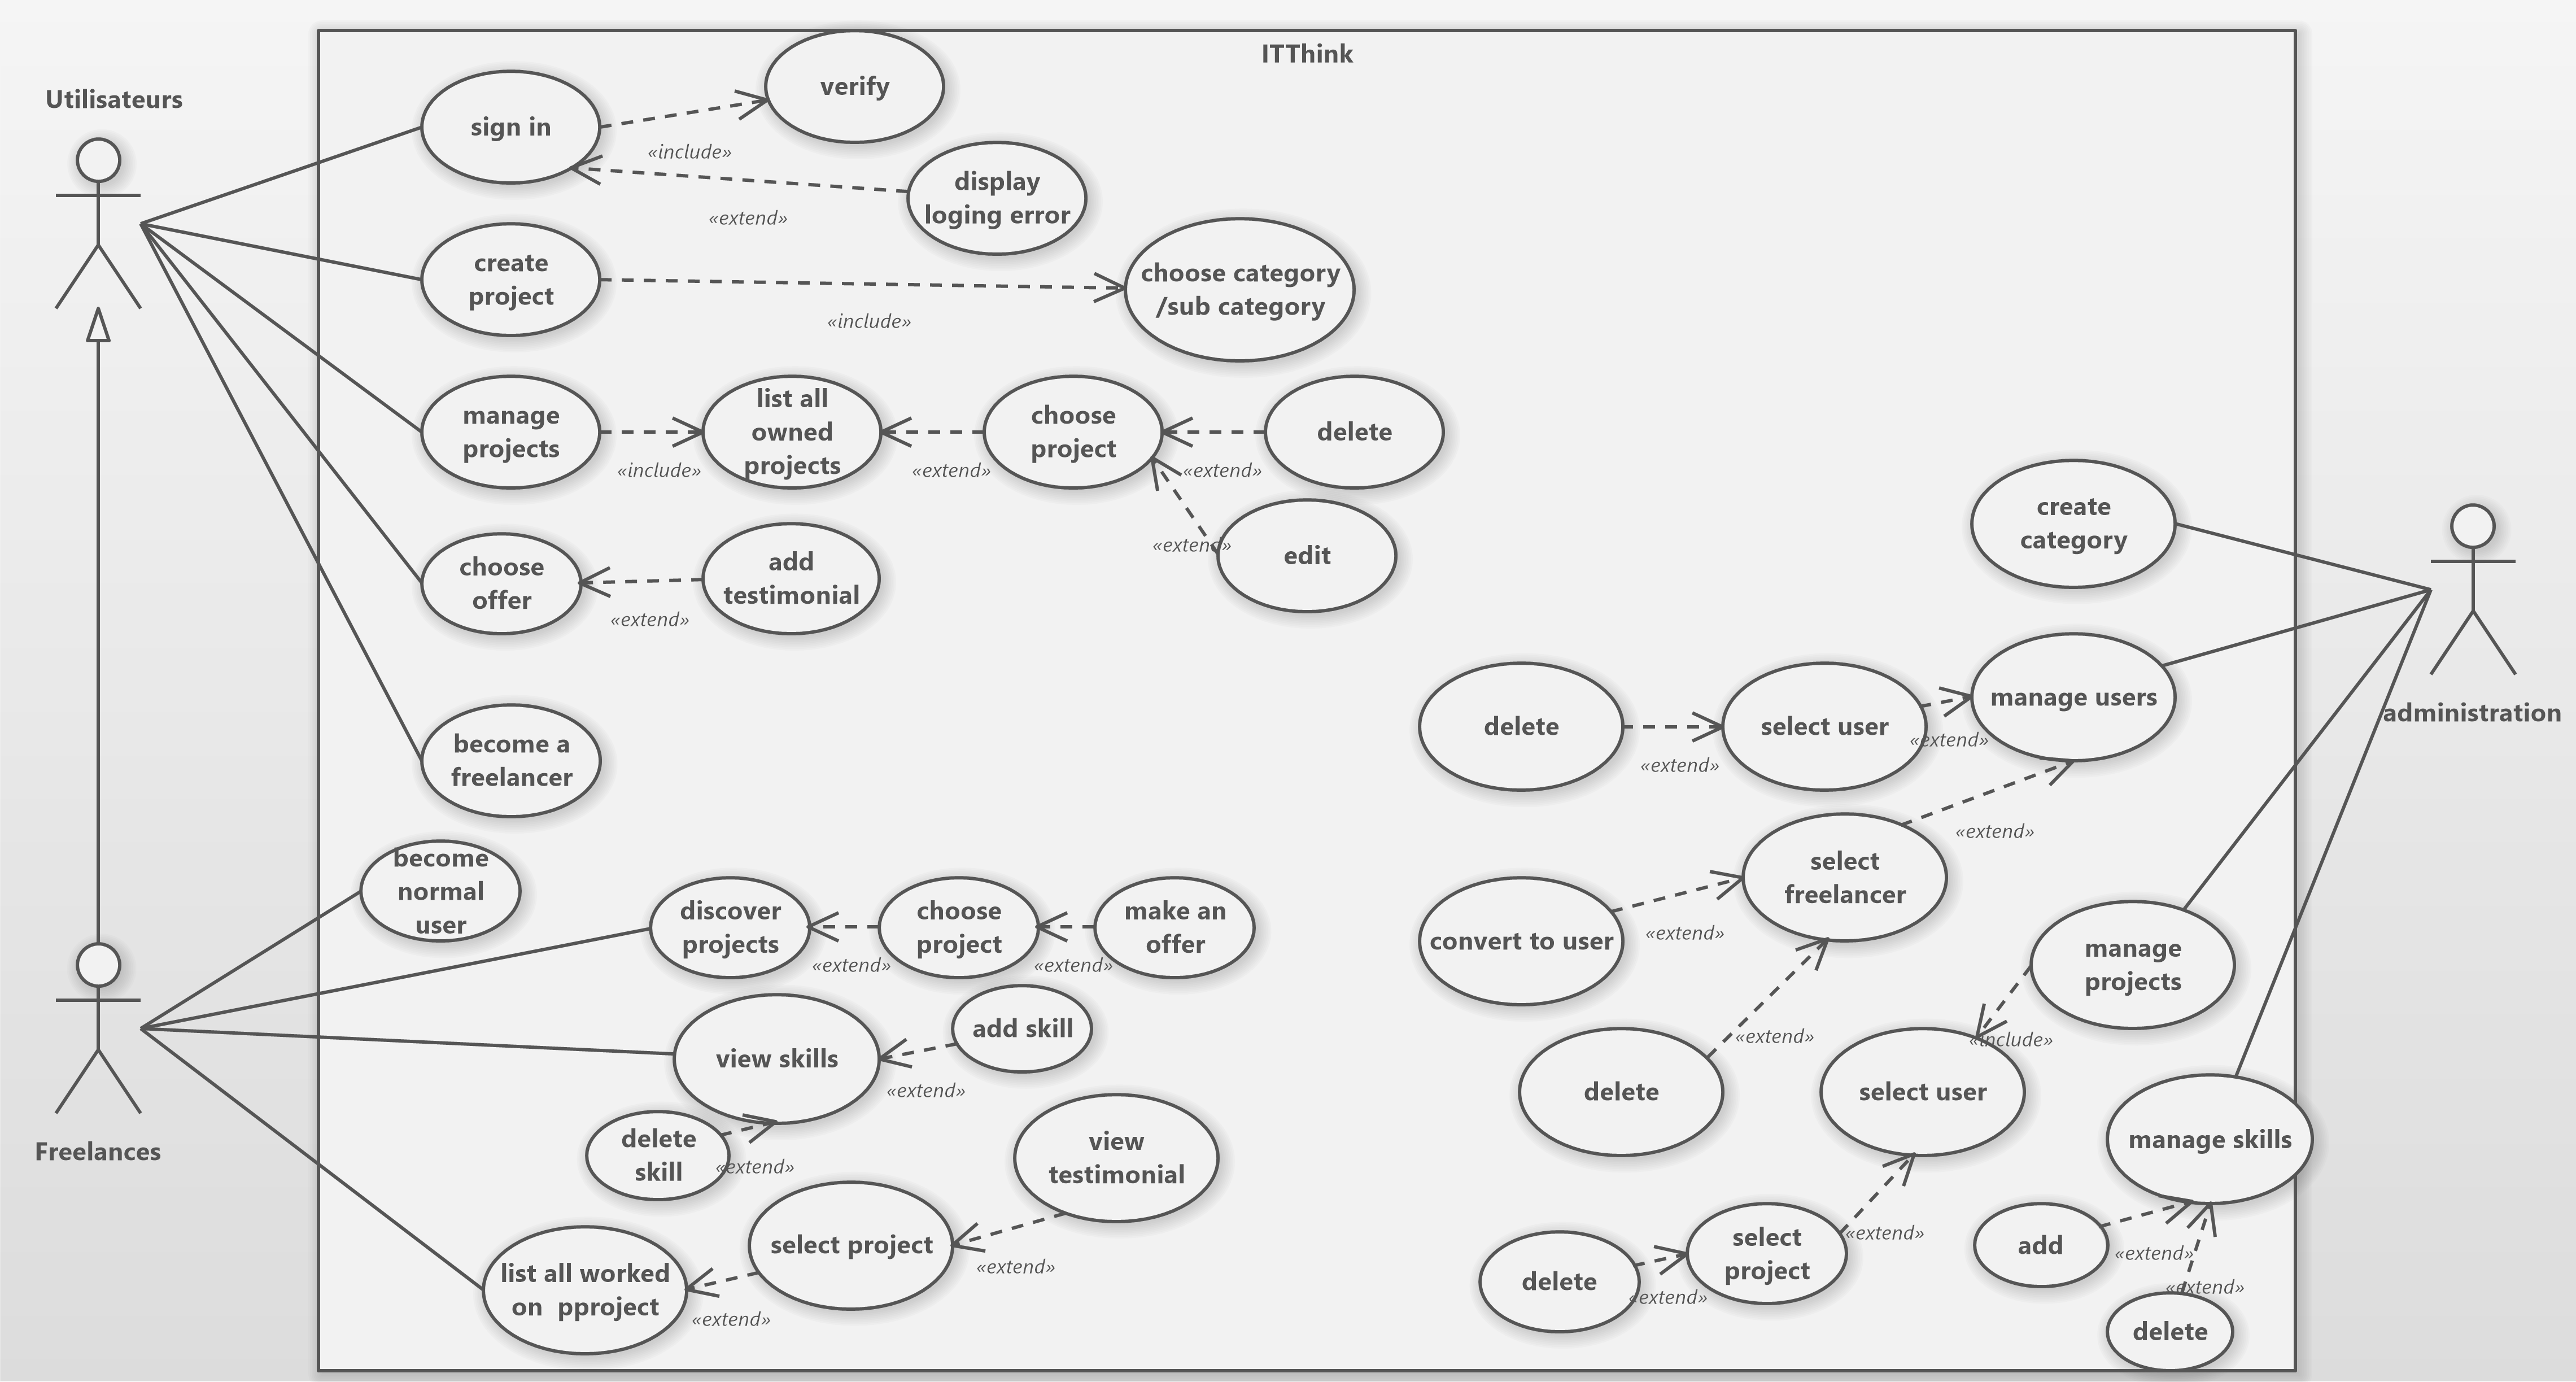 ITThink
Utilisateurs
sign in
verify
«include»
display
loging error
«extend»
create
project
choose category
/sub category
«include»
manage
projects
list all
owned
projects
choose
project
delete
«include»
«extend»
«extend»
«extend»
edit
choose
offer
add
testimonial
«extend»
become a
freelancer
become
normal
user
discover
projects
choose
project
make an
offer
«extend»
«extend»
view skills
add skill
«extend»
delete
skill
«extend»
view
testimonial
select project
«extend»
list all worked
on  pproject
«extend»
Freelances
create
category
administration
manage users
select user
delete
«extend»
«extend»
select
freelancer
«extend»
convert to user
«extend»
delete
«extend»
manage
projects
«include»
select user
manage skills
select
project
«extend»
delete
«extend»
add
«extend»
«extend»
delete